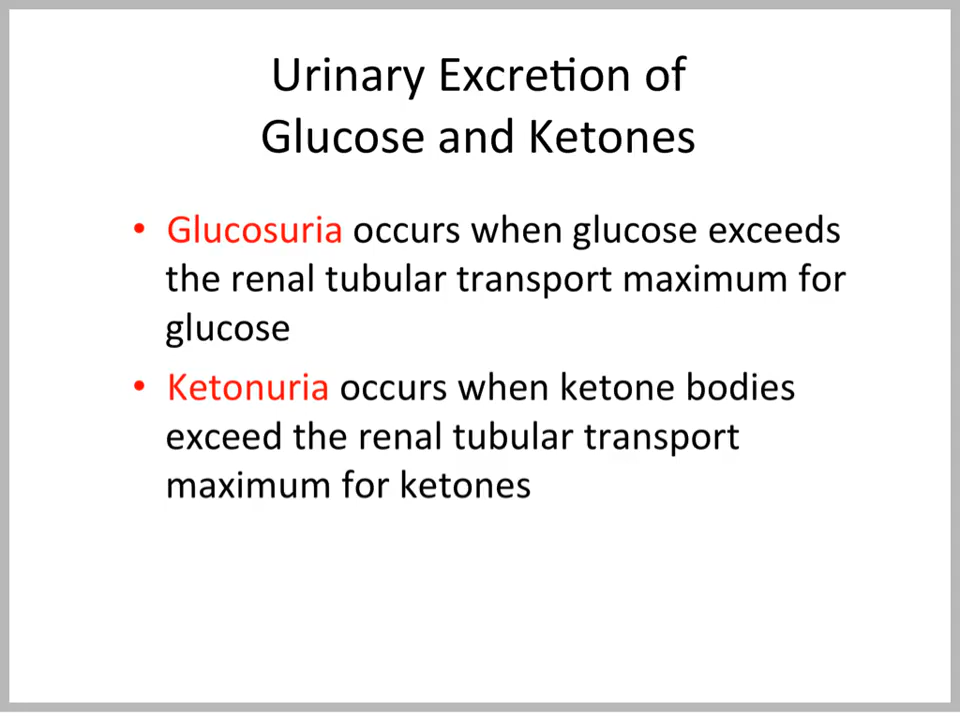 Urinary Excretion of
Glucose and Ketones
• Glucosuria occurs when glucose exceeds
the renal tubular transport maximum for
glucose
• Ketonuria occurs when ketone bodies
exceed the renal tubular transport
maximum for ketones